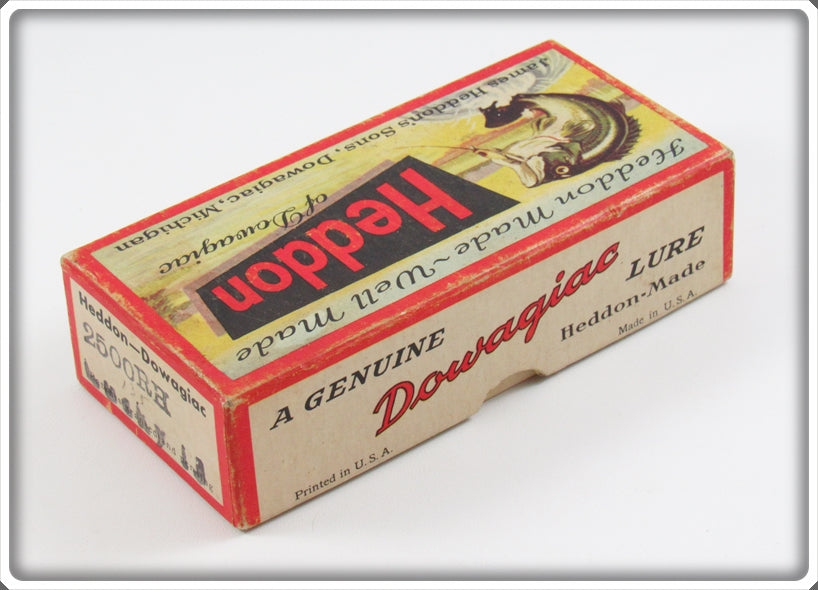 Heddon Made ~ Well Made
Heddon
of Dowagiac
James Heddon's Sons, Dowagiac, Michigan
A GENUINE
Dowagiac
LURE
Heddon-Made
Made in U.S.A.
Printed in U.S.A.
Heddon—Dowagiac
2500RH